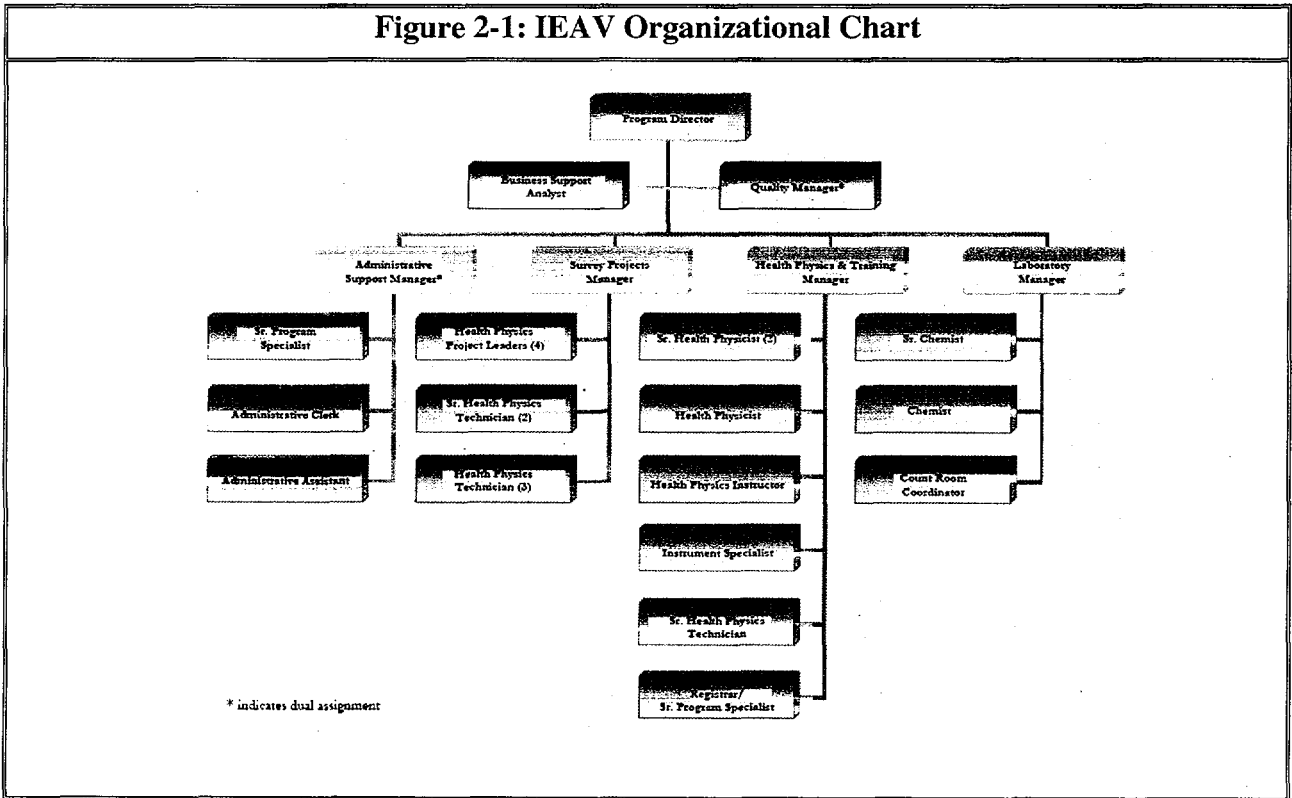 Figure 2-1: IEAV Organizational Chart
Program Director
Business Support
Analyst
Quality Manager*
Administrative
Support Manager*
Survey Projects
Manager
Health Physics & Training
Manager
Laboratory
Manager
Sr. Program
Specialist
Administrative Clerk
Administrative Assistant
Health Physics
Project Leaders (4)
Sr. Health Physics
Technician (2)
Health Physics
Technician (3)
Sr. Health Physicist (2)
Health Physicist
Health Physics Instructor
Instrument Specialist
Sr. Health Physics
Technician
Registrar/
Sr. Program Specialist
Sr. Chemist
Chemist
Count Room
Coordinator
* indicates dual assignment